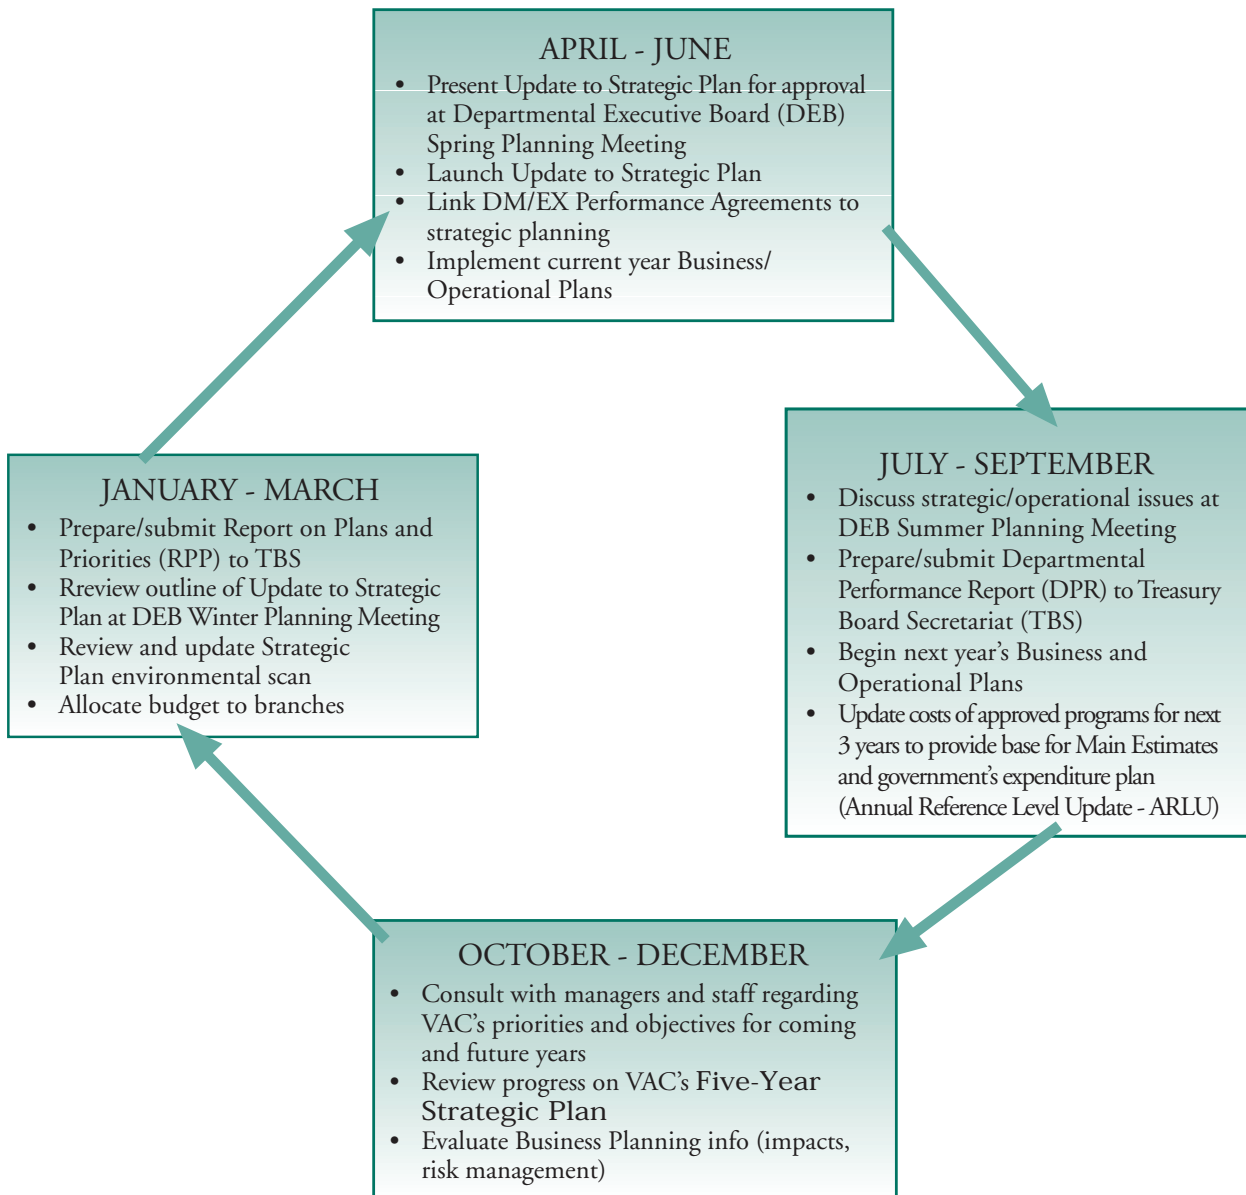 APRIL - JUNE
• Present Update to Strategic Plan for approval
at Departmental Executive Board (DEB)
Spring Planning Meeting
• Launch Update to Strategic Plan
• Link DM/EX Performance Agreements to
strategic planning
• Implement current year Business/
Operational Plans
JULY - SEPTEMBER
• Discuss strategic/operational issues at
DEB Summer Planning Meeting
• Prepare/submit Departmental
Performance Report (DPR) to Treasury
Board Secretariat (TBS)
• Begin next year's Business and
Operational Plans
• Update costs of approved programs for next
3 years to provide base for Main Estimates
and government's expenditure plan
(Annual Reference Level Update - ARLU)
OCTOBER - DECEMBER
• Consult with managers and staff regarding
VAC's priorities and objectives for coming
and future years
• Review progress on VAC's Five-Year
Strategic Plan
• Evaluate Business Planning info (impacts,
risk management)
JANUARY - MARCH
• Prepare/submit Report on Plans and
Priorities (RPP) to TBS
• Rreview outline of Update to Strategic
Plan at DEB Winter Planning Meeting
• Review and update Strategic
Plan environmental scan
• Allocate budget to branches